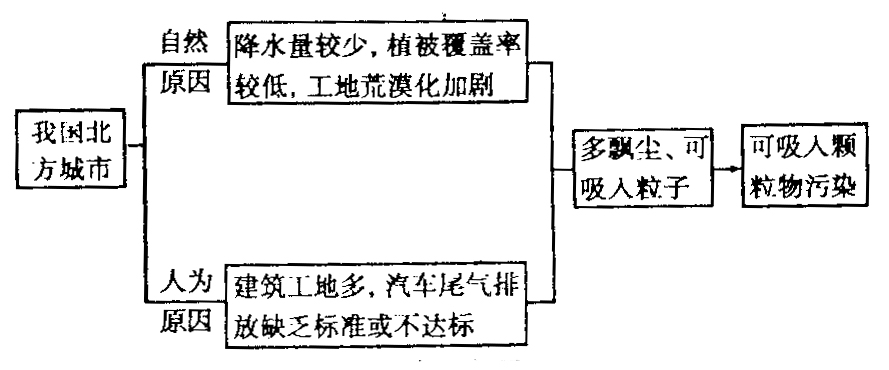 自然
原因
降水量较少,植被覆盖率
较低,工地荒漠化加剧
我国北
方城市
多飘尘、可
吸入粒子
可吸入颗
粒物污染
人为
原因
建筑工地多,汽车尾气排
放缺乏标准或不达标